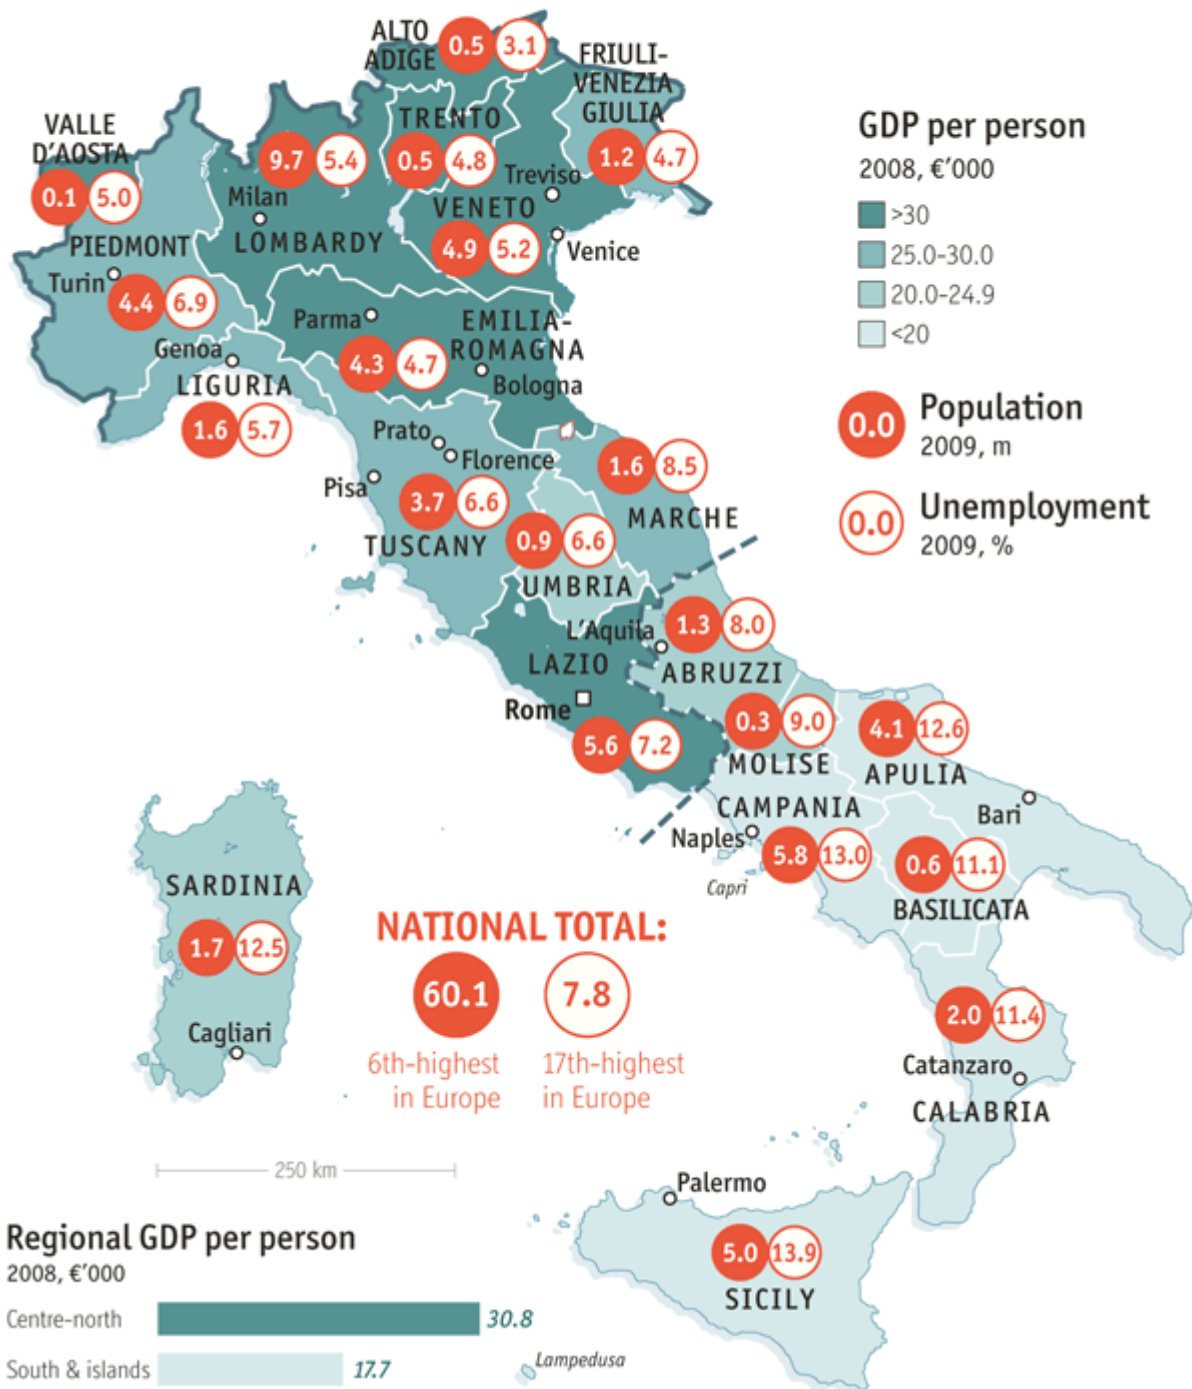 ALTO
ADIGE
0.5 3.1
FRIULI-
VENEZIA
GIULIA
1.2 4.7
VALLE
D'AOSTA
0.1 5.0
9.7 5.4
Milan
LOMBARDY
TRENTO
0.5 4.8
Treviso
VENETO
4.9 5.2
Venice
PIEDMONT
Turin
4.4 6.9
Parma
EMILIA-
ROMAGNA
4.3 4.7
Bologna
Genoa
LIGURIA
1.6 5.7
Prato
Florence
Pisa
3.7 6.6
TUSCANY
1.6 8.5
MARCHE
0.9 6.6
UMBRIA
L'Aquila
1.3 8.0
ABRUZZI
LAZIO
Rome
5.6 7.2
0.3 9.0
MOLISE
4.1 12.6
APULIA
Bari
CAMPANIA
Naples
5.8 13.0
Capri
0.6 11.1
BASILICATA
SARDINIA
1.7 12.5
Cagliari
2.0 11.4
Catanzaro
CALABRIA
Palermo
5.0 13.9
SICILY
Lampedusa
GDP per person
2008, €'000
>30
25.0-30.0
20.0-24.9
<20
0.0 Population
2009, m
0.0 Unemployment
2009, %
NATIONAL TOTAL:
60.1 7.8
6th-highest
in Europe
17th-highest
in Europe
250 km
Regional GDP per person
2008, €'000
Centre-north 30.8
South & islands 17.7